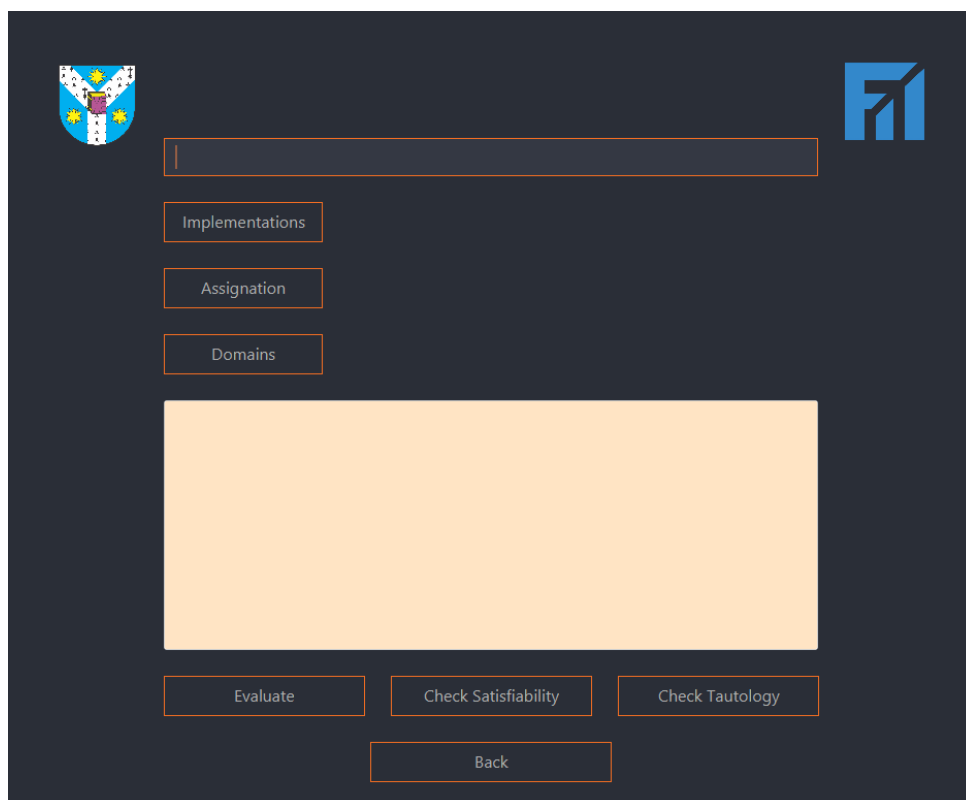 Implementations
Assignation
Domains
Evaluate Check Satisfiability Check Tautology
Back